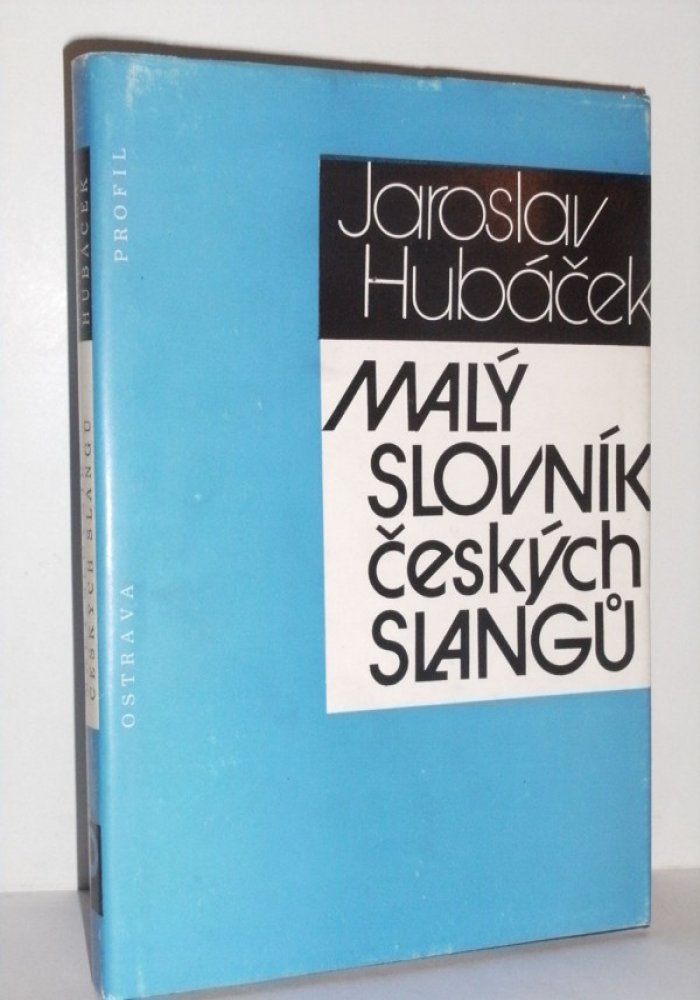 Jaroslav
Hubáček
MALÝ
SLOVNÍK
českých
SLANGŮ
PROFIL
OSTRAVA
HUBÁČEK
ČESKÝCH SLANGŮ